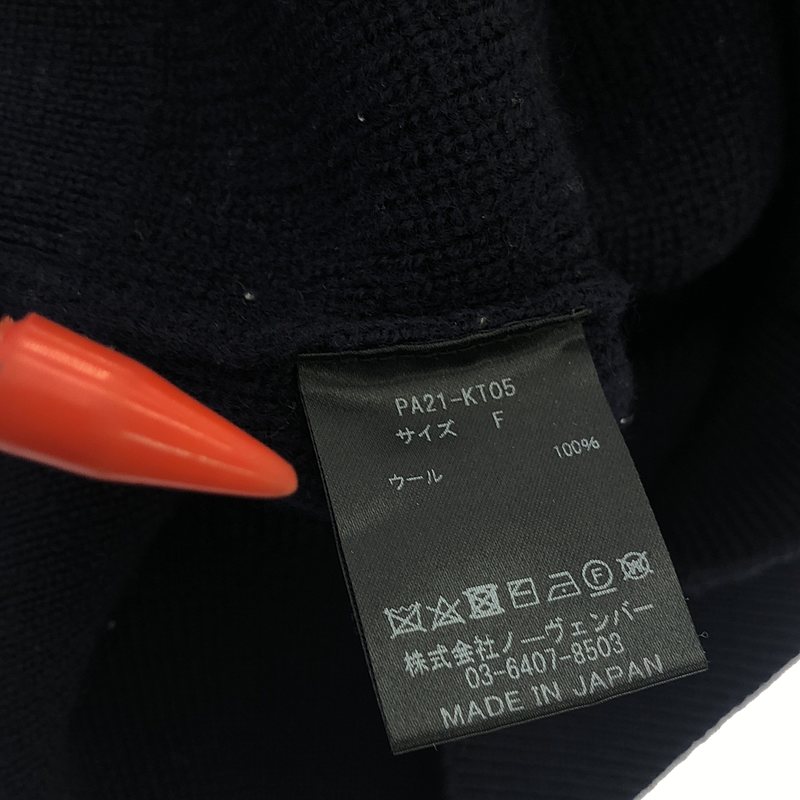 PA21-KT05
サイズ F
ウール 100%
株式会社ノーヴェンバー
03-6407-8503
MADE IN JAPAN